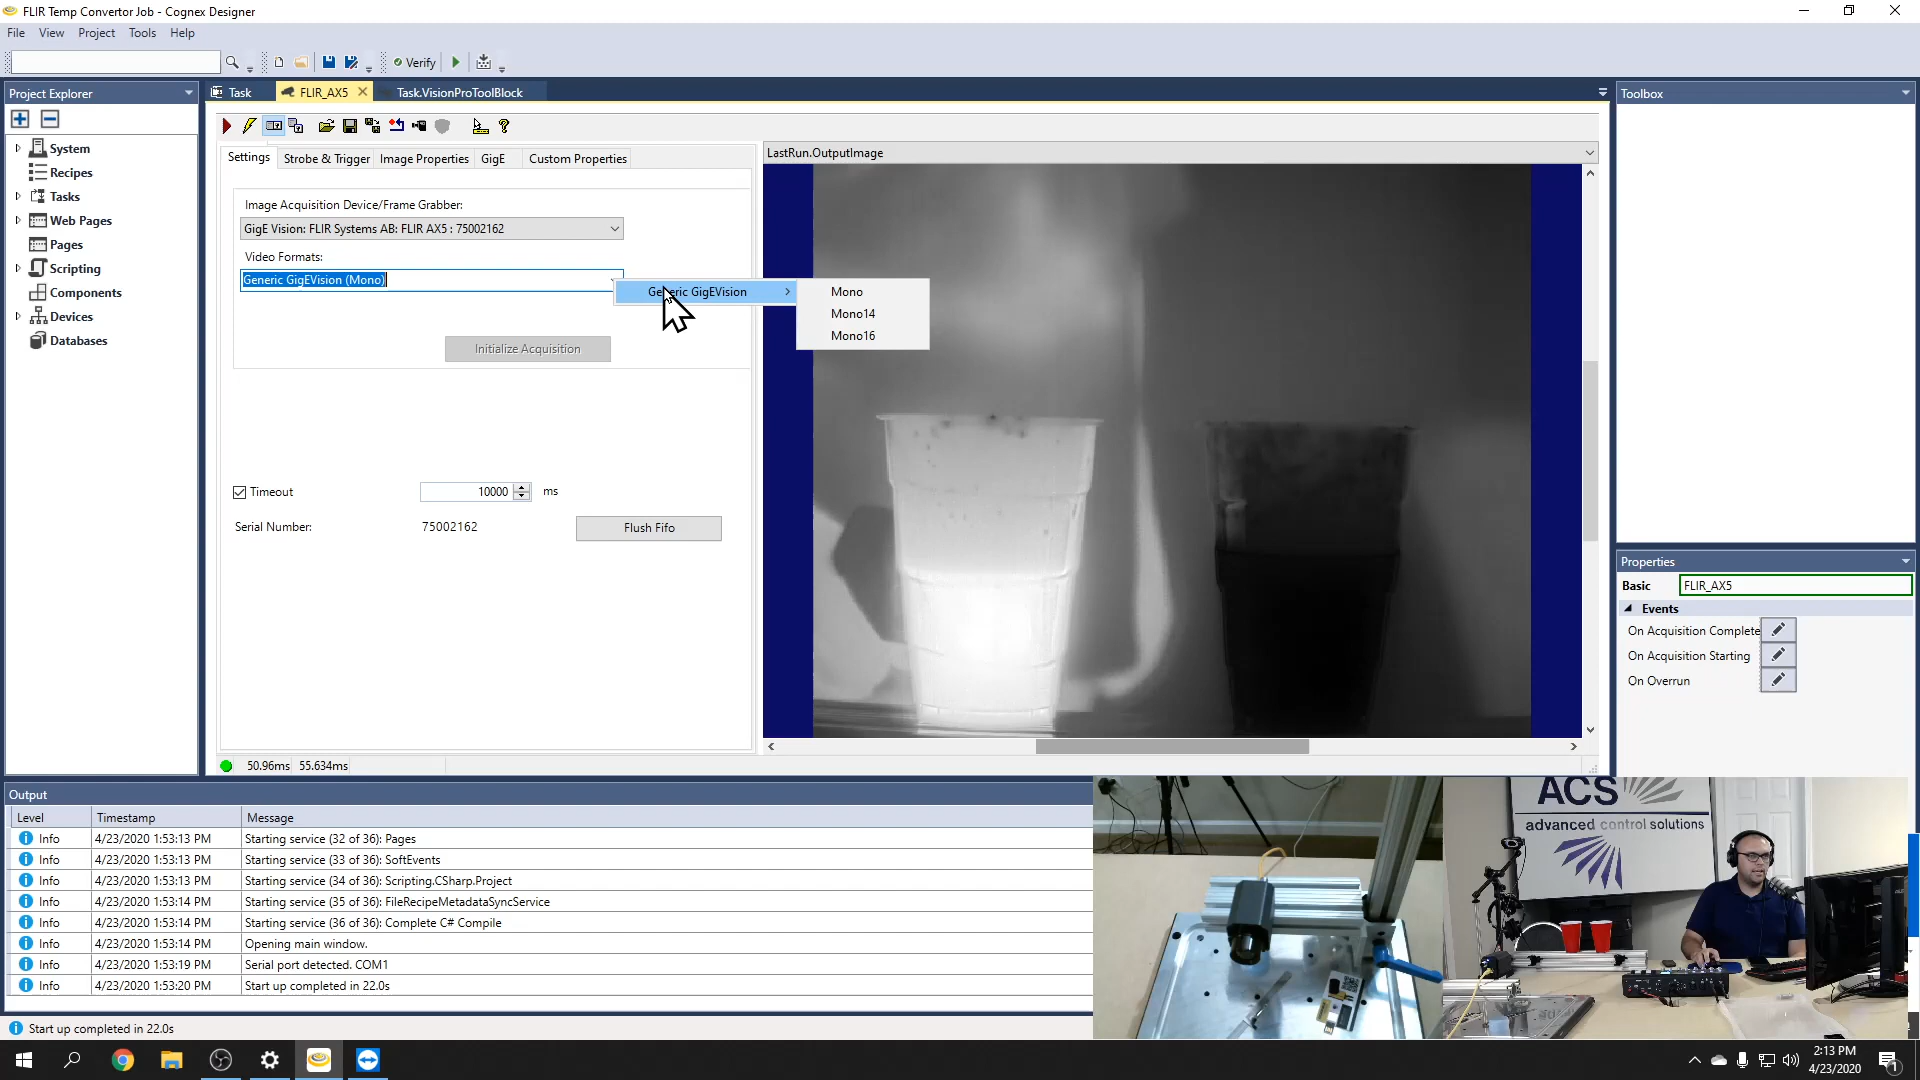 FLIR Temp Convertor Job - Cognex Designer
File View Project Tools Help
Verify
Project Explorer
System
Recipes
Tasks
Web Pages
Pages
Scripting
Components
Devices
Databases
Task FLIR_AX5 Task.VisionProToolBlock
Settings Strobe & Trigger Image Properties GigE Custom Properties
Image Acquisition Device/Frame Grabber:
GigE Vision: FLIR Systems AB: FLIR AX5 : 75002162
Video Formats:
Generic GigEVision (Mono)
Generic GigEVision
Mono
Mono14
Mono16
Initialize Acquisition
Timeout 10000 ms
Serial Number: 75002162 Flush Fifo
50.96ms 55.634ms
LastRun.OutputImage
Toolbox
Properties
Basic FLIR_AX5
Events
On Acquisition Complete
On Acquisition Starting
On Overrun
Output
Level Timestamp Message
Info 4/23/2020 1:53:13 PM Starting service (32 of 36): Pages
Info 4/23/2020 1:53:13 PM Starting service (33 of 36): SoftEvents
Info 4/23/2020 1:53:13 PM Starting service (34 of 36): Scripting.CSharp.Project
Info 4/23/2020 1:53:14 PM Starting service (35 of 36): FileRecipeMetadataSyncService
Info 4/23/2020 1:53:14 PM Starting service (36 of 36): Complete C# Compile
Info 4/23/2020 1:53:14 PM Opening main window.
Info 4/23/2020 1:53:19 PM Serial port detected. COM1
Info 4/23/2020 1:53:20 PM Start up completed in 22.0s
Start up completed in 22.0s
ACS
advanced control solutions
2:13 PM
4/23/2020
1